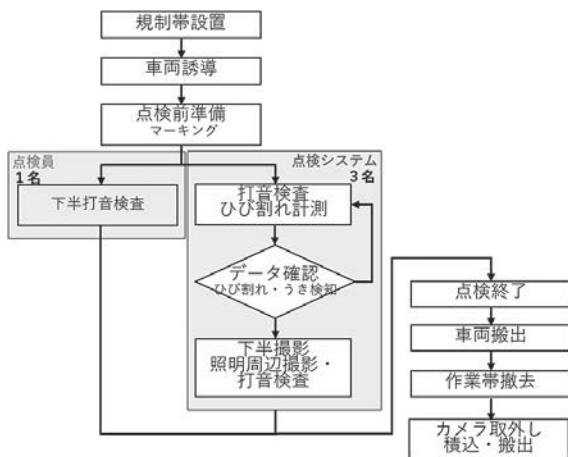 規制帯設置
車両誘導
点検前準備
マーキング
点検員
1名
下半打音検査
点検システム
3名
打音検査
ひび割れ計測
データ確認
ひび割れ・うき検知
下半撮影
照明周辺撮影・
打音検査
点検終了
車両搬出
作業帯撤去
カメラ取外し
積込・搬出